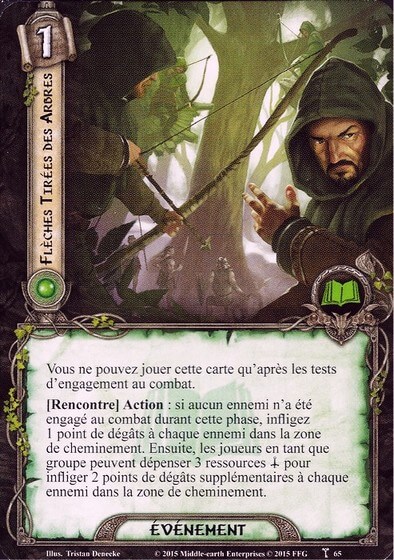 1
FLÈCHES TIRÉES DES ARBRES
Vous ne pouvez jouer cette carte qu'après les tests
d'engagement au combat.
[Rencontre] Action : si aucun ennemi n'a été
engagé au combat durant cette phase, infligez
1 point de dégâts à chaque ennemi dans la zone
de cheminement. Ensuite, les joueurs en tant que
groupe peuvent dépenser 3 ressources pour
infliger 2 points de dégâts supplémentaires à chaque
ennemi dans la zone de cheminement.
ÉVÉNEMENT
Illus. Tristan Denecke © 2015 Middle-earth Enterprises © 2015 FFG 65